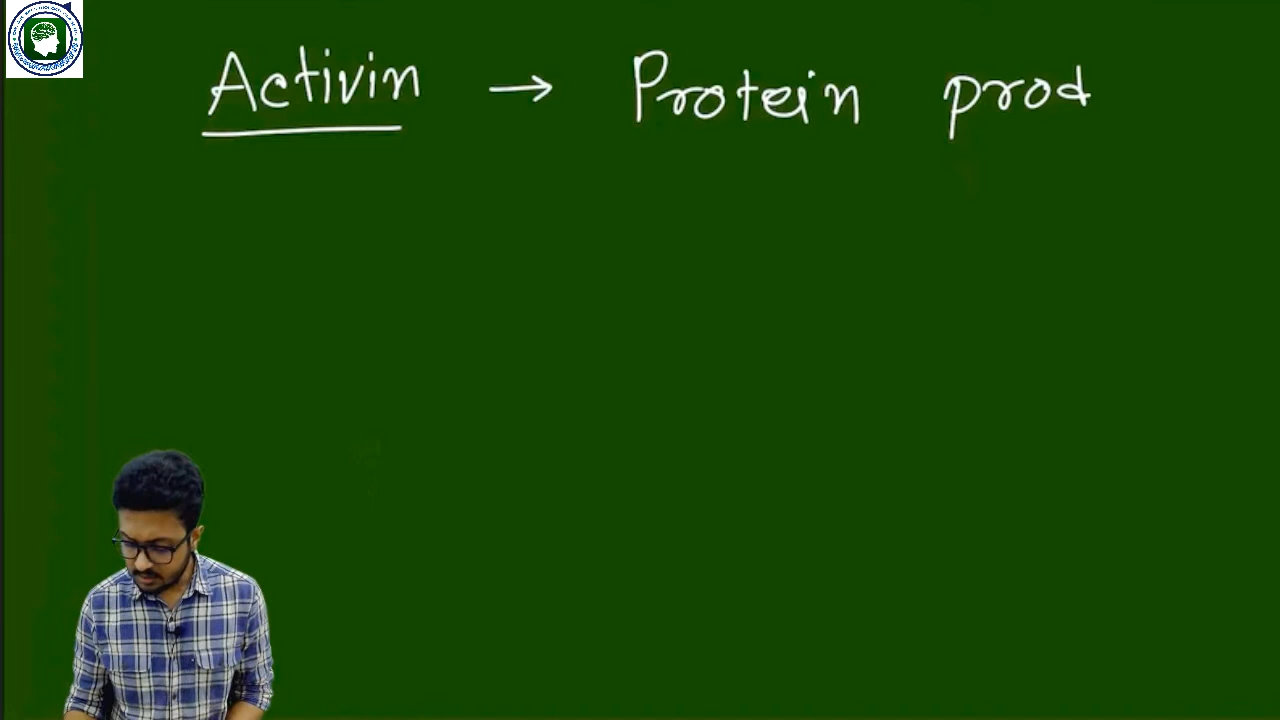 Activin → Protein prod